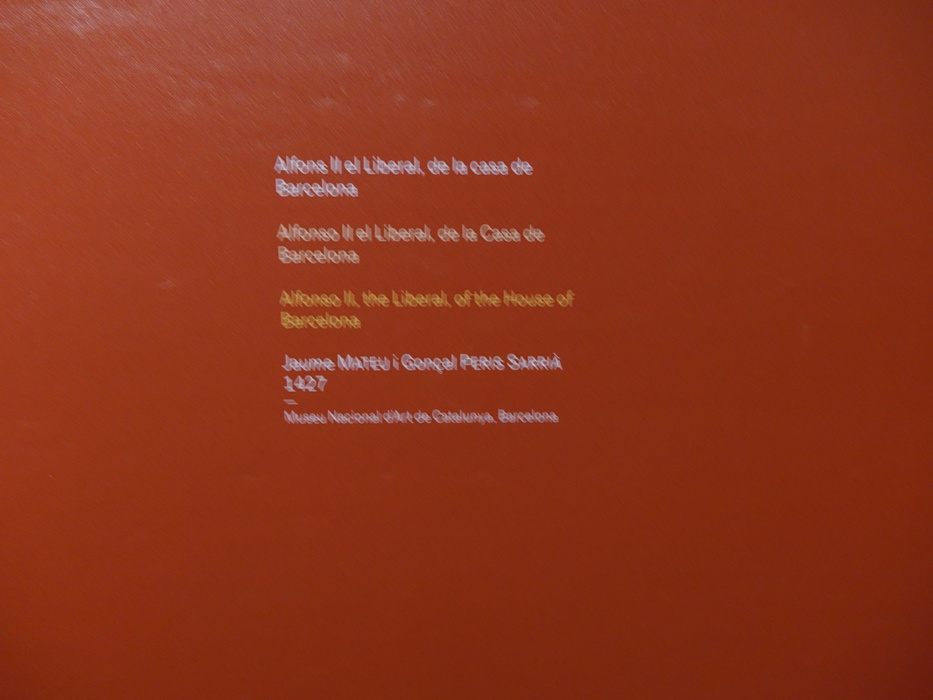 Alfons II el Liberal, de la casa de
Barcelona
Alfonso II el Liberal, de la Casa de
Barcelona
Alfonso II, the Liberal, of the House of
Barcelona
Jaume MATEU i Gonçal PERIS SARRIÀ
1427
—
Museu Nacional d'Art de Catalunya, Barcelona